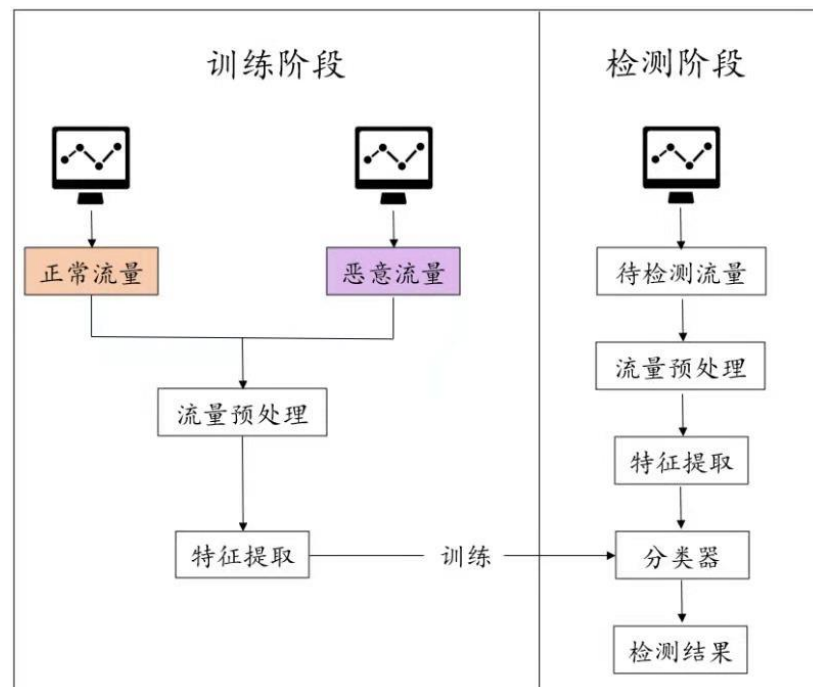 训练阶段
正常流量
恶意流量
流量预处理
特征提取
训练
检测阶段
待检测流量
流量预处理
特征提取
分类器
检测结果